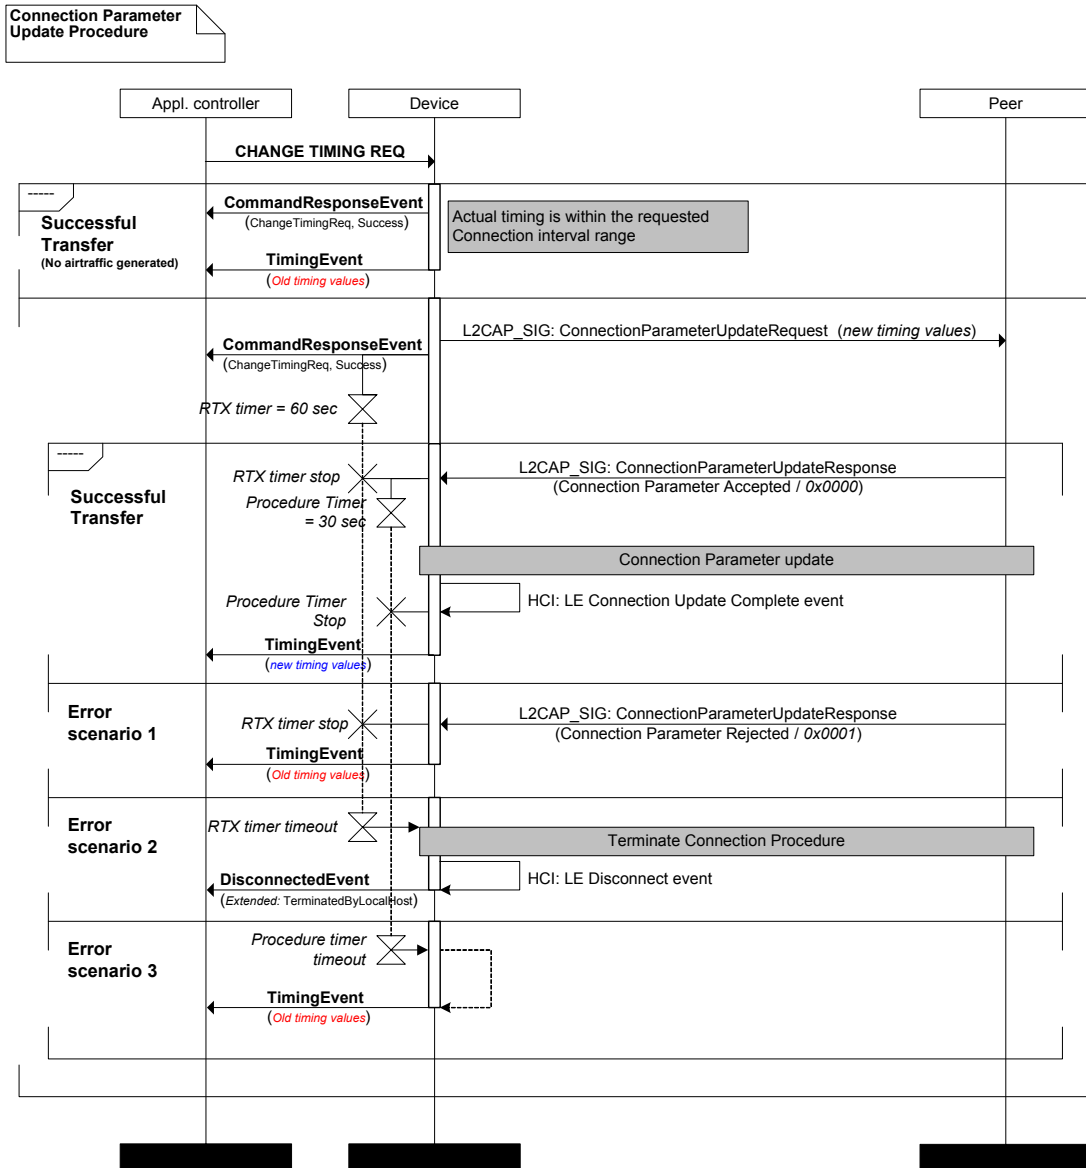 Connection Parameter
Update Procedure
Appl. controller
Device
Peer
CHANGE TIMING REQ
-----
Successful
Transfer
(No airtraffic generated)
CommandResponseEvent
(ChangeTimingReq, Success)
Actual timing is within the requested
Connection interval range
TimingEvent
(Old timing values)
L2CAP_SIG: ConnectionParameterUpdateRequest (new timing values)
CommandResponseEvent
(ChangeTimingReq, Success)
RTX timer = 60 sec
-----
Successful
Transfer
RTX timer stop
L2CAP_SIG: ConnectionParameterUpdateResponse
(Connection Parameter Accepted / 0x0000)
Procedure Timer
= 30 sec
Connection Parameter update
HCI: LE Connection Update Complete event
Procedure Timer
Stop
TimingEvent
(new timing values)
Error
scenario 1
RTX timer stop
L2CAP_SIG: ConnectionParameterUpdateResponse
(Connection Parameter Rejected / 0x0001)
TimingEvent
(Old timing values)
Error
scenario 2
RTX timer timeout
Terminate Connection Procedure
HCI: LE Disconnect event
DisconnectedEvent
(Extended: TerminatedByLocalHost)
Error
scenario 3
Procedure timer
timeout
TimingEvent
(Old timing values)